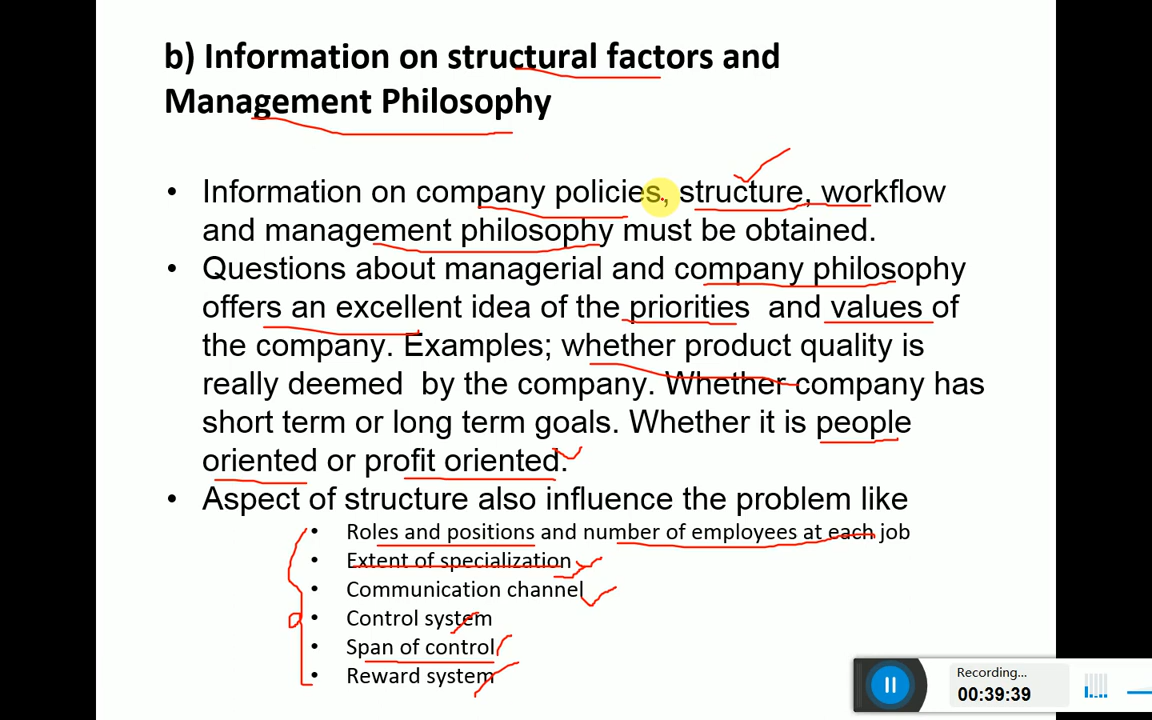 b) Information on structural factors and
Management Philosophy
• Information on company policies, structure, workflow
and management philosophy must be obtained.
• Questions about managerial and company philosophy
offers an excellent idea of the priorities and values of
the company. Examples; whether product quality is
really deemed by the company. Whether company has
short term or long term goals. Whether it is people
oriented or profit oriented.
• Aspect of structure also influence the problem like
• Roles and positions and number of employees at each job
• Extent of specialization
• Communication channel
• Control system
• Span of control
• Reward system
Recording...
00:39:39